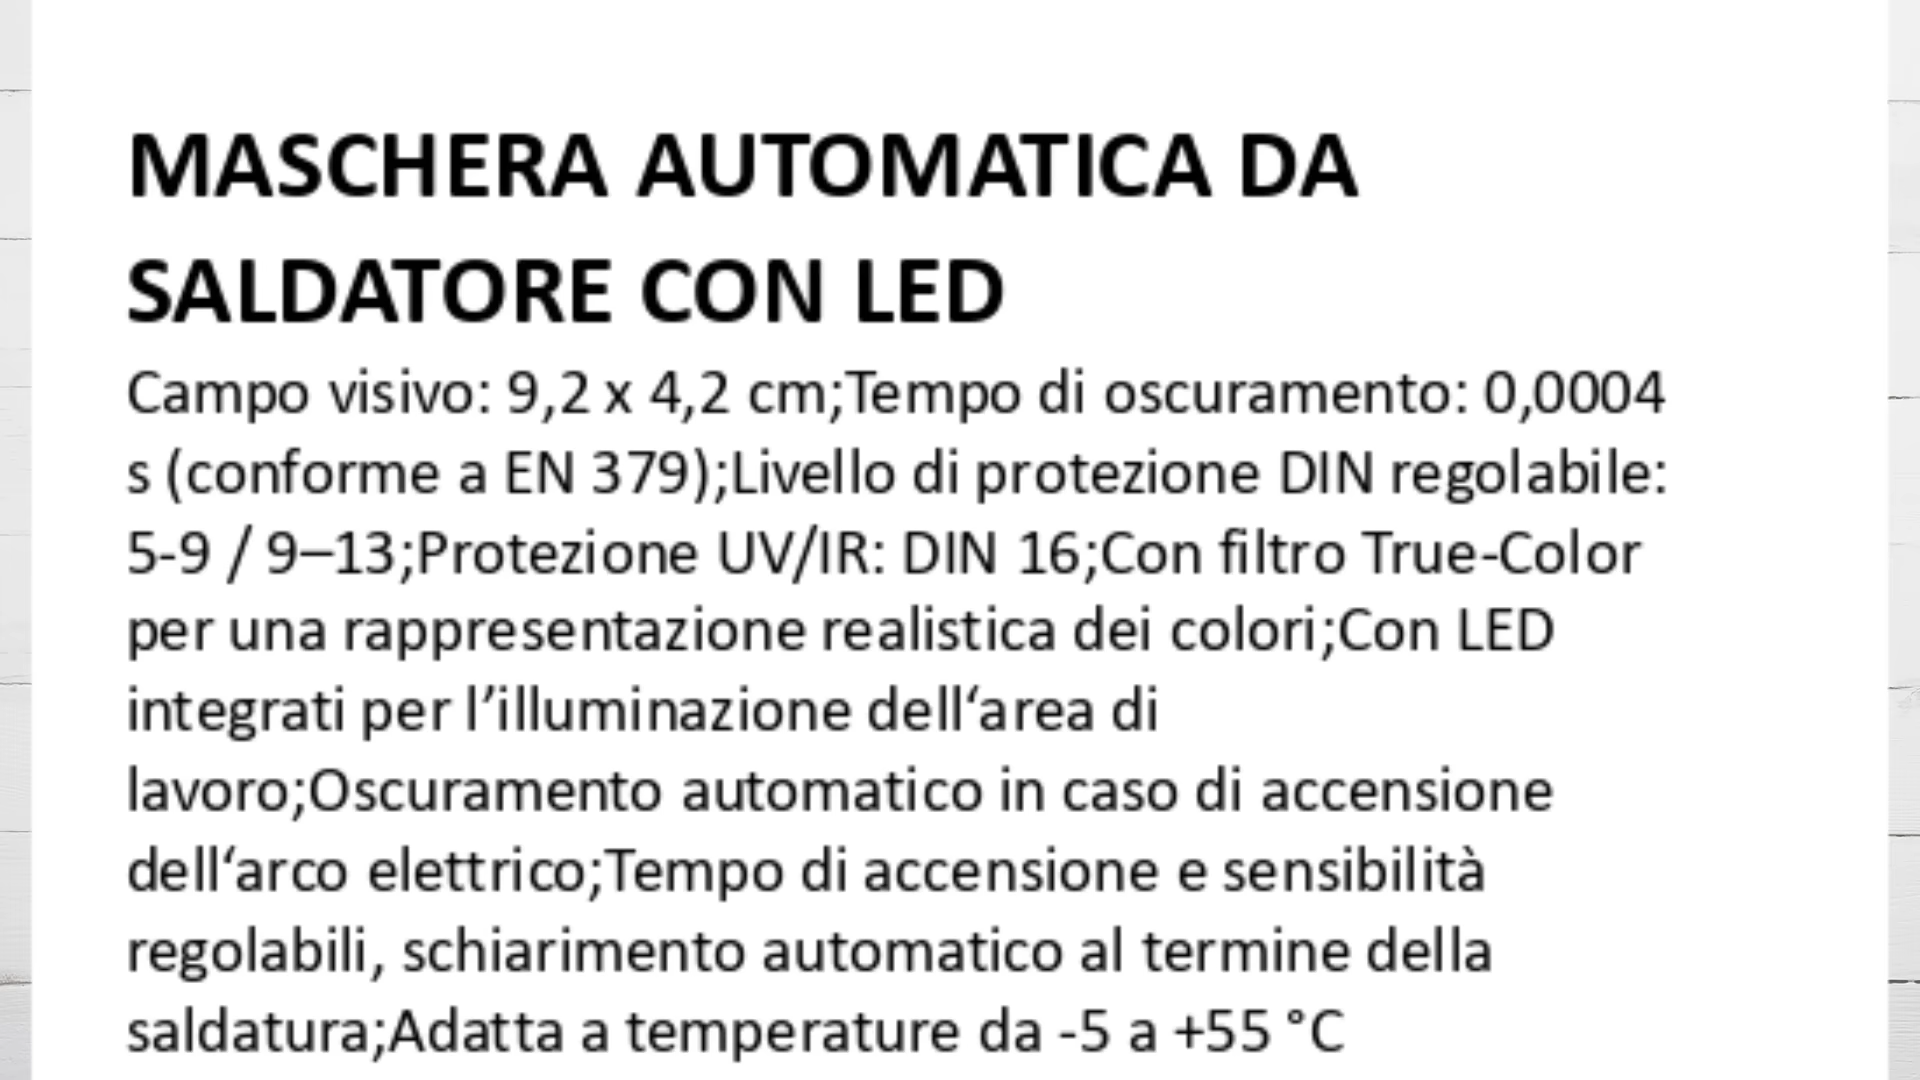 MASCHERA AUTOMATICA DA
SALDATORE CON LED
Campo visivo: 9,2 x 4,2 cm;Tempo di oscuramento: 0,0004
s (conforme a EN 379);Livello di protezione DIN regolabile:
5-9 / 9–13;Protezione UV/IR: DIN 16;Con filtro True-Color
per una rappresentazione realistica dei colori;Con LED
integrati per l’illuminazione dell‘area di
lavoro;Oscuramento automatico in caso di accensione
dell‘arco elettrico;Tempo di accensione e sensibilità
regolabili, schiarimento automatico al termine della
saldatura;Adatta a temperature da -5 a +55 °C